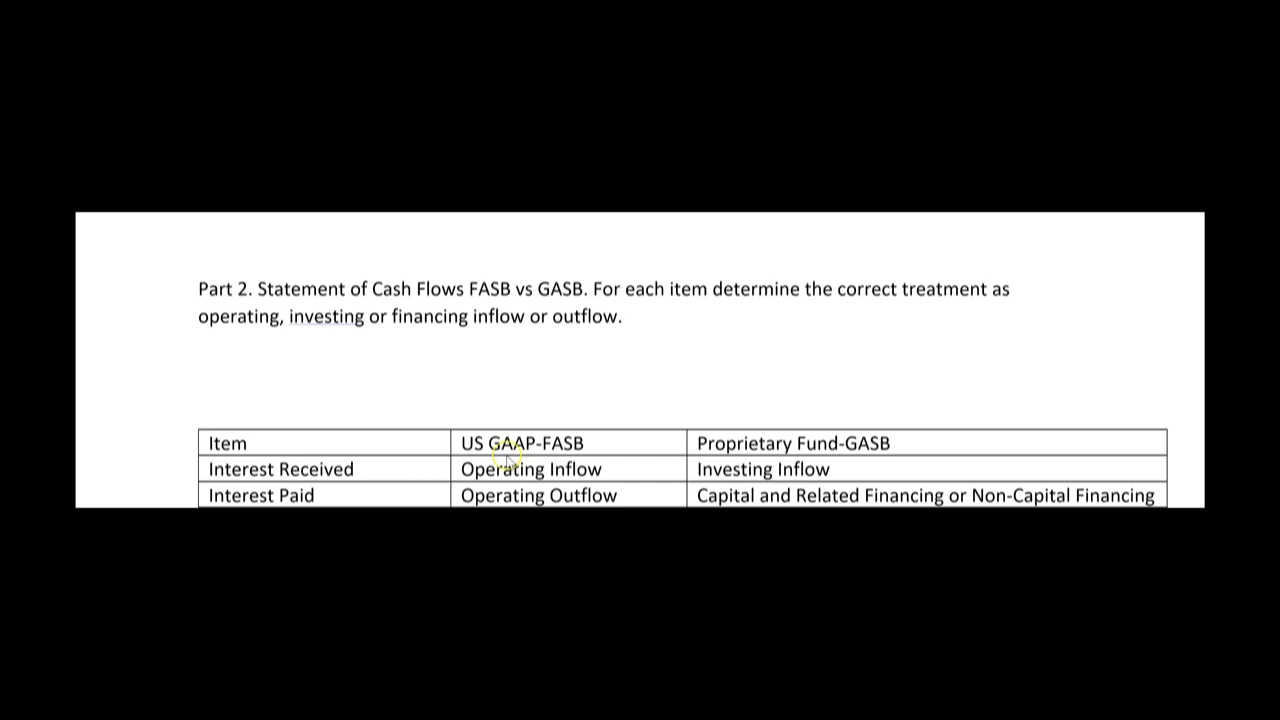 Part 2. Statement of Cash Flows FASB vs GASB. For each item determine the correct treatment as
operating, investing or financing inflow or outflow.
Item US GAAP-FASB Proprietary Fund-GASB
Interest Received Operating Inflow Investing Inflow
Interest Paid Operating Outflow Capital and Related Financing or Non-Capital Financing